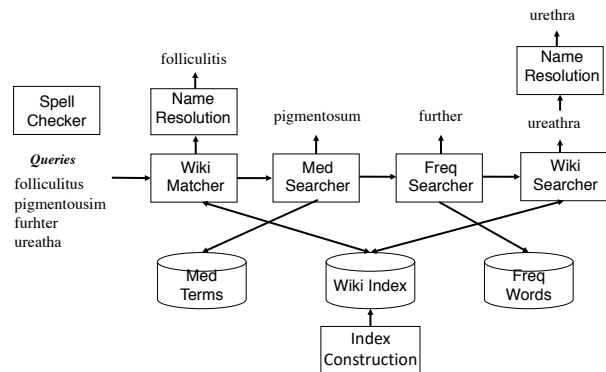 urethra
folliculitis
Name
Resolution
Spell
Checker
Name
Resolution
pigmentosum
further
ureathra
Queries
folliculitus
pigmentousim
furhter
ureatha
Wiki
Matcher
Med
Searcher
Freq
Searcher
Wiki
Searcher
Med
Terms
Wiki Index
Freq
Words
Index
Construction